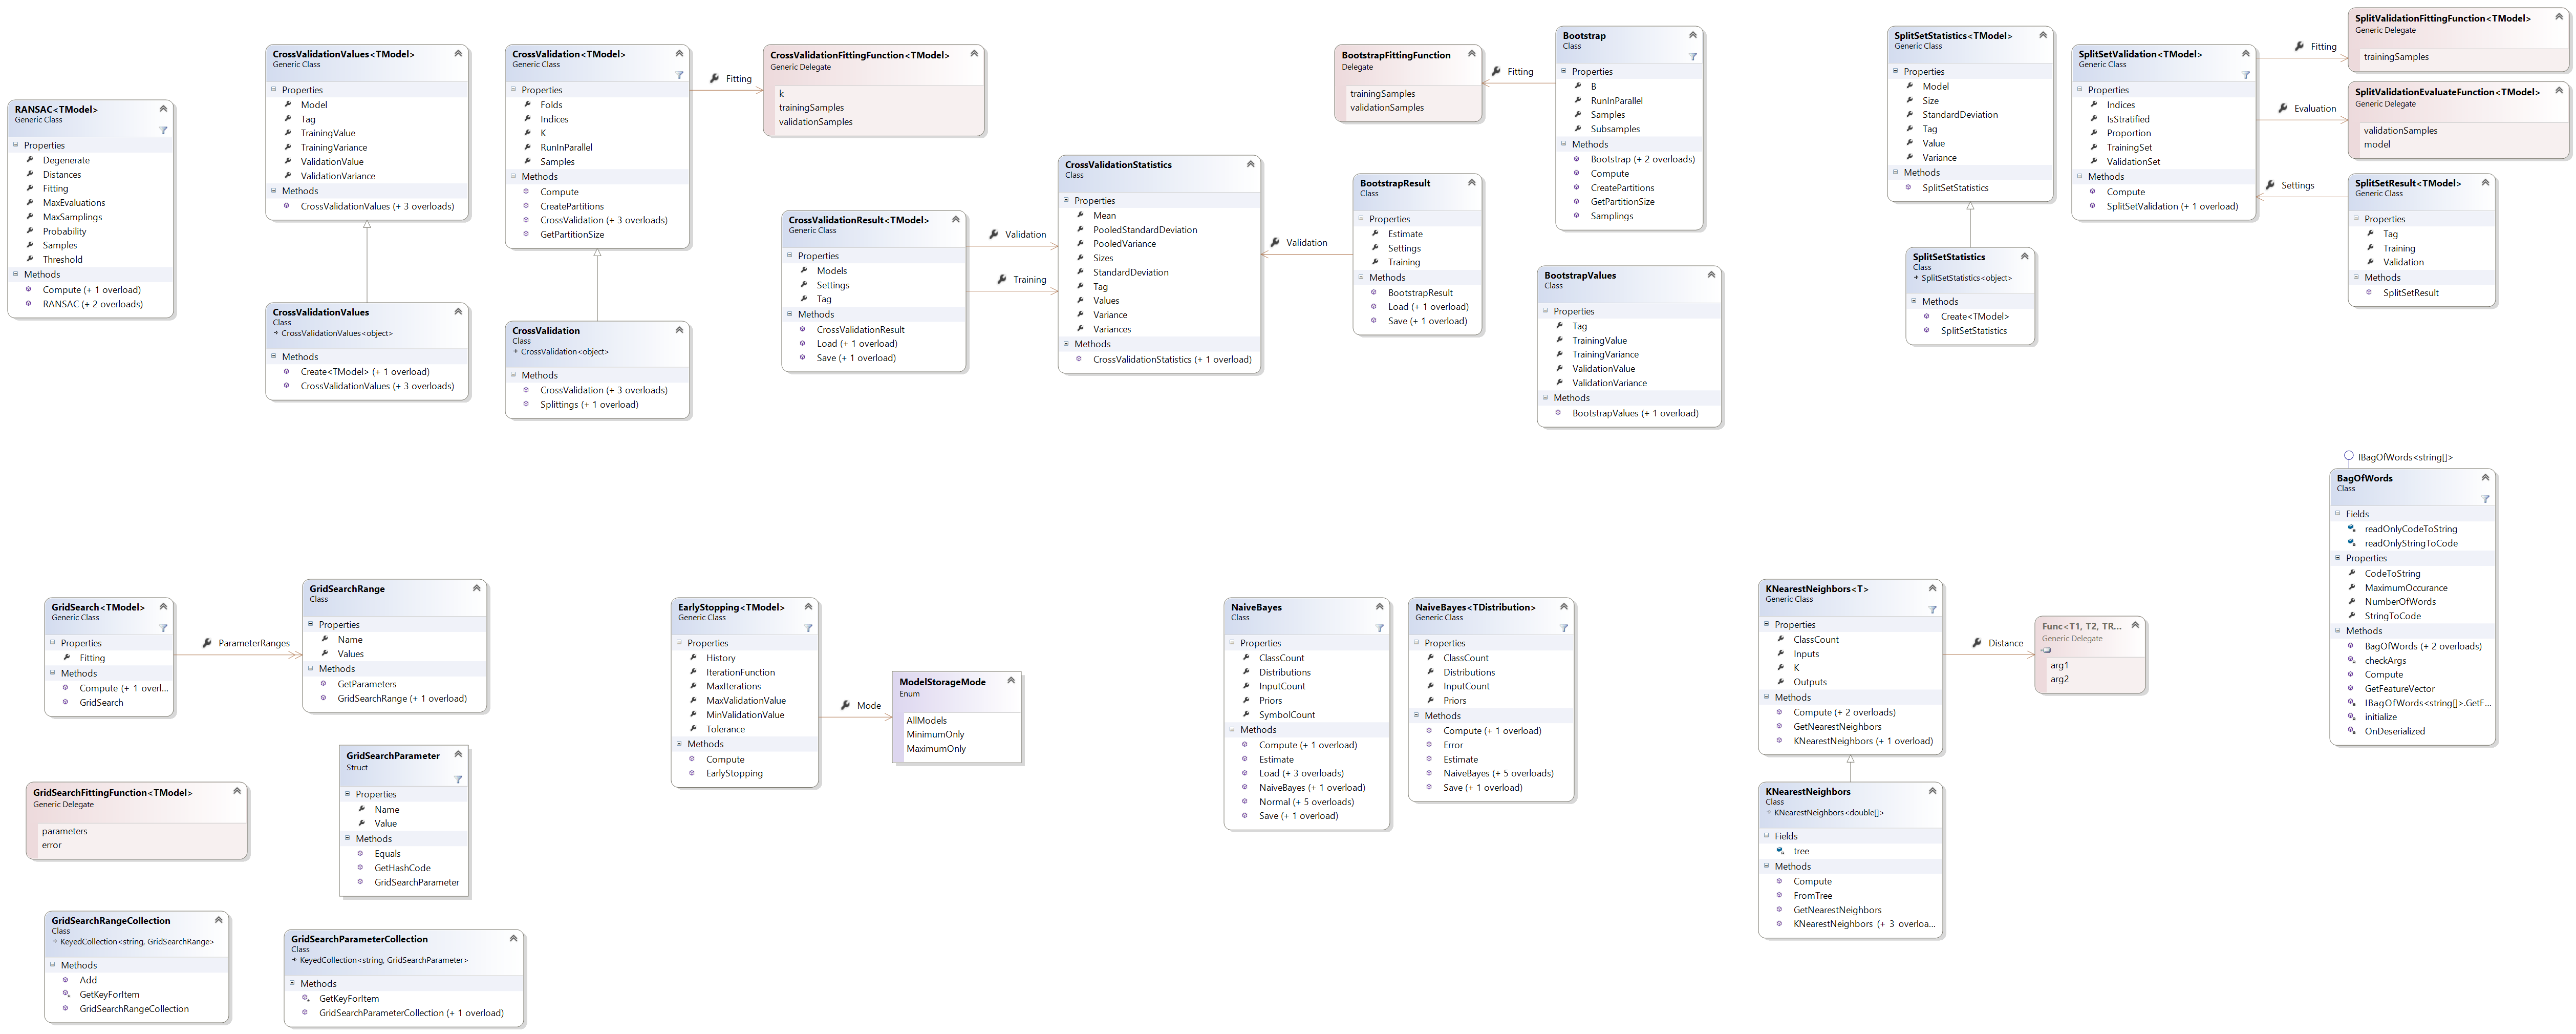 RANSAC<TModel>
Generic Class
Properties
Degenerate
Distances
Fitting
MaxEvaluations
MaxSamplings
Probability
Samples
Threshold
Methods
Compute (+ 1 overload)
RANSAC (+ 2 overloads)
CrossValidationValues<TModel>
Generic Class
Properties
Model
Tag
TrainingValue
TrainingVariance
ValidationValue
ValidationVariance
Methods
CrossValidationValues (+ 3 overloads)
CrossValidationValues
Class
CrossValidationValues<object>
Methods
Create<TModel> (+ 1 overload)
CrossValidationValues (+ 3 overloads)
CrossValidation<TModel>
Generic Class
Properties
Folds
Indices
K
RunInParallel
Samples
Methods
Compute
CreatePartitions
CrossValidation (+ 3 overloads)
GetPartitionSize
CrossValidation
Class
CrossValidation<object>
Methods
CrossValidation (+ 3 overloads)
Splittings (+ 1 overload)
Fitting
CrossValidationFittingFunction<TModel>
Generic Delegate
k
trainingSamples
validationSamples
CrossValidationResult<TModel>
Generic Class
Properties
Models
Settings
Tag
Methods
CrossValidationResult
Load (+ 1 overload)
Save (+ 1 overload)
Validation
Training
CrossValidationStatistics
Class
Properties
Mean
PooledStandardDeviation
PooledVariance
Sizes
StandardDeviation
Tag
Values
Variance
Variances
Methods
CrossValidationStatistics (+ 1 overload)
Validation
BootstrapFittingFunction
Delegate
trainingSamples
validationSamples
Fitting
BootstrapResult
Class
Properties
Estimate
Settings
Training
Methods
BootstrapResult
Load (+ 1 overload)
Save (+ 1 overload)
Bootstrap
Class
Properties
B
RunInParallel
Samples
Subsamples
Methods
Bootstrap (+ 2 overloads)
Compute
CreatePartitions
GetPartitionSize
Samplings
BootstrapValues
Class
Properties
Tag
TrainingValue
TrainingVariance
ValidationValue
ValidationVariance
Methods
BootstrapValues (+ 1 overload)
SplitSetStatistics<TModel>
Generic Class
Properties
Model
Size
StandardDeviation
Tag
Value
Variance
Methods
SplitSetStatistics
SplitSetStatistics
Class
SplitSetStatistics<object>
Methods
Create<TModel>
SplitSetStatistics
SplitSetValidation<TModel>
Generic Class
Properties
Indices
IsStratified
Proportion
TrainingSet
ValidationSet
Methods
Compute
SplitSetValidation (+ 1 overload)
Fitting
Evaluation
Settings
SplitValidationFittingFunction<TModel>
Generic Delegate
trainingSamples
SplitValidationEvaluateFunction<TModel>
Generic Delegate
validationSamples
model
SplitSetResult<TModel>
Generic Class
Properties
Tag
Training
Validation
Methods
SplitSetResult
IBagOfWords<string[]>
BagOfWords
Class
Fields
readOnlyCodeToString
readOnlyStringToCode
Properties
CodeToString
MaximumOccurance
NumberOfWords
StringToCode
Methods
BagOfWords (+ 2 overloads)
checkArgs
Compute
GetFeatureVector
IBagOfWords<string[]>.GetF...
initialize
OnDeserialized
GridSearch<TModel>
Generic Class
Properties
Fitting
Methods
Compute (+ 1 overl...
GridSearch
ParameterRanges
GridSearchRange
Class
Properties
Name
Values
Methods
GetParameters
GridSearchRange (+ 1 overload)
GridSearchParameter
Struct
Properties
Name
Value
Methods
Equals
GetHashCode
GridSearchParameter
GridSearchFittingFunction<TModel>
Generic Delegate
parameters
error
GridSearchRangeCollection
Class
KeyedCollection<string, GridSearchRange>
Methods
Add
GetKeyForItem
GridSearchRangeCollection
GridSearchParameterCollection
Class
KeyedCollection<string, GridSearchParameter>
Methods
GetKeyForItem
GridSearchParameterCollection (+ 1 overload)
EarlyStopping<TModel>
Generic Class
Properties
History
IterationFunction
MaxIterations
MaxValidationValue
MinValidationValue
Tolerance
Methods
Compute
EarlyStopping
Mode
ModelStorageMode
Enum
AllModels
MinimumOnly
MaximumOnly
NaiveBayes
Class
Properties
ClassCount
Distributions
InputCount
Priors
SymbolCount
Methods
Compute (+ 1 overload)
Estimate
Load (+ 3 overloads)
NaiveBayes (+ 1 overload)
Normal (+ 5 overloads)
Save (+ 1 overload)
NaiveBayes<TDistribution>
Generic Class
Properties
ClassCount
Distributions
InputCount
Priors
Methods
Compute (+ 1 overload)
Error
Estimate
NaiveBayes (+ 5 overloads)
Save (+ 1 overload)
KNearestNeighbors<T>
Generic Class
Properties
ClassCount
Inputs
K
Outputs
Methods
Compute (+ 2 overloads)
GetNearestNeighbors
KNearestNeighbors (+ 1 overload)
Distance
Func<T1, T2, TR...
Generic Delegate
arg1
arg2
KNearestNeighbors
Class
KNearestNeighbors<double[]>
Fields
tree
Methods
Compute
FromTree
GetNearestNeighbors
KNearestNeighbors (+ 3 overloa...